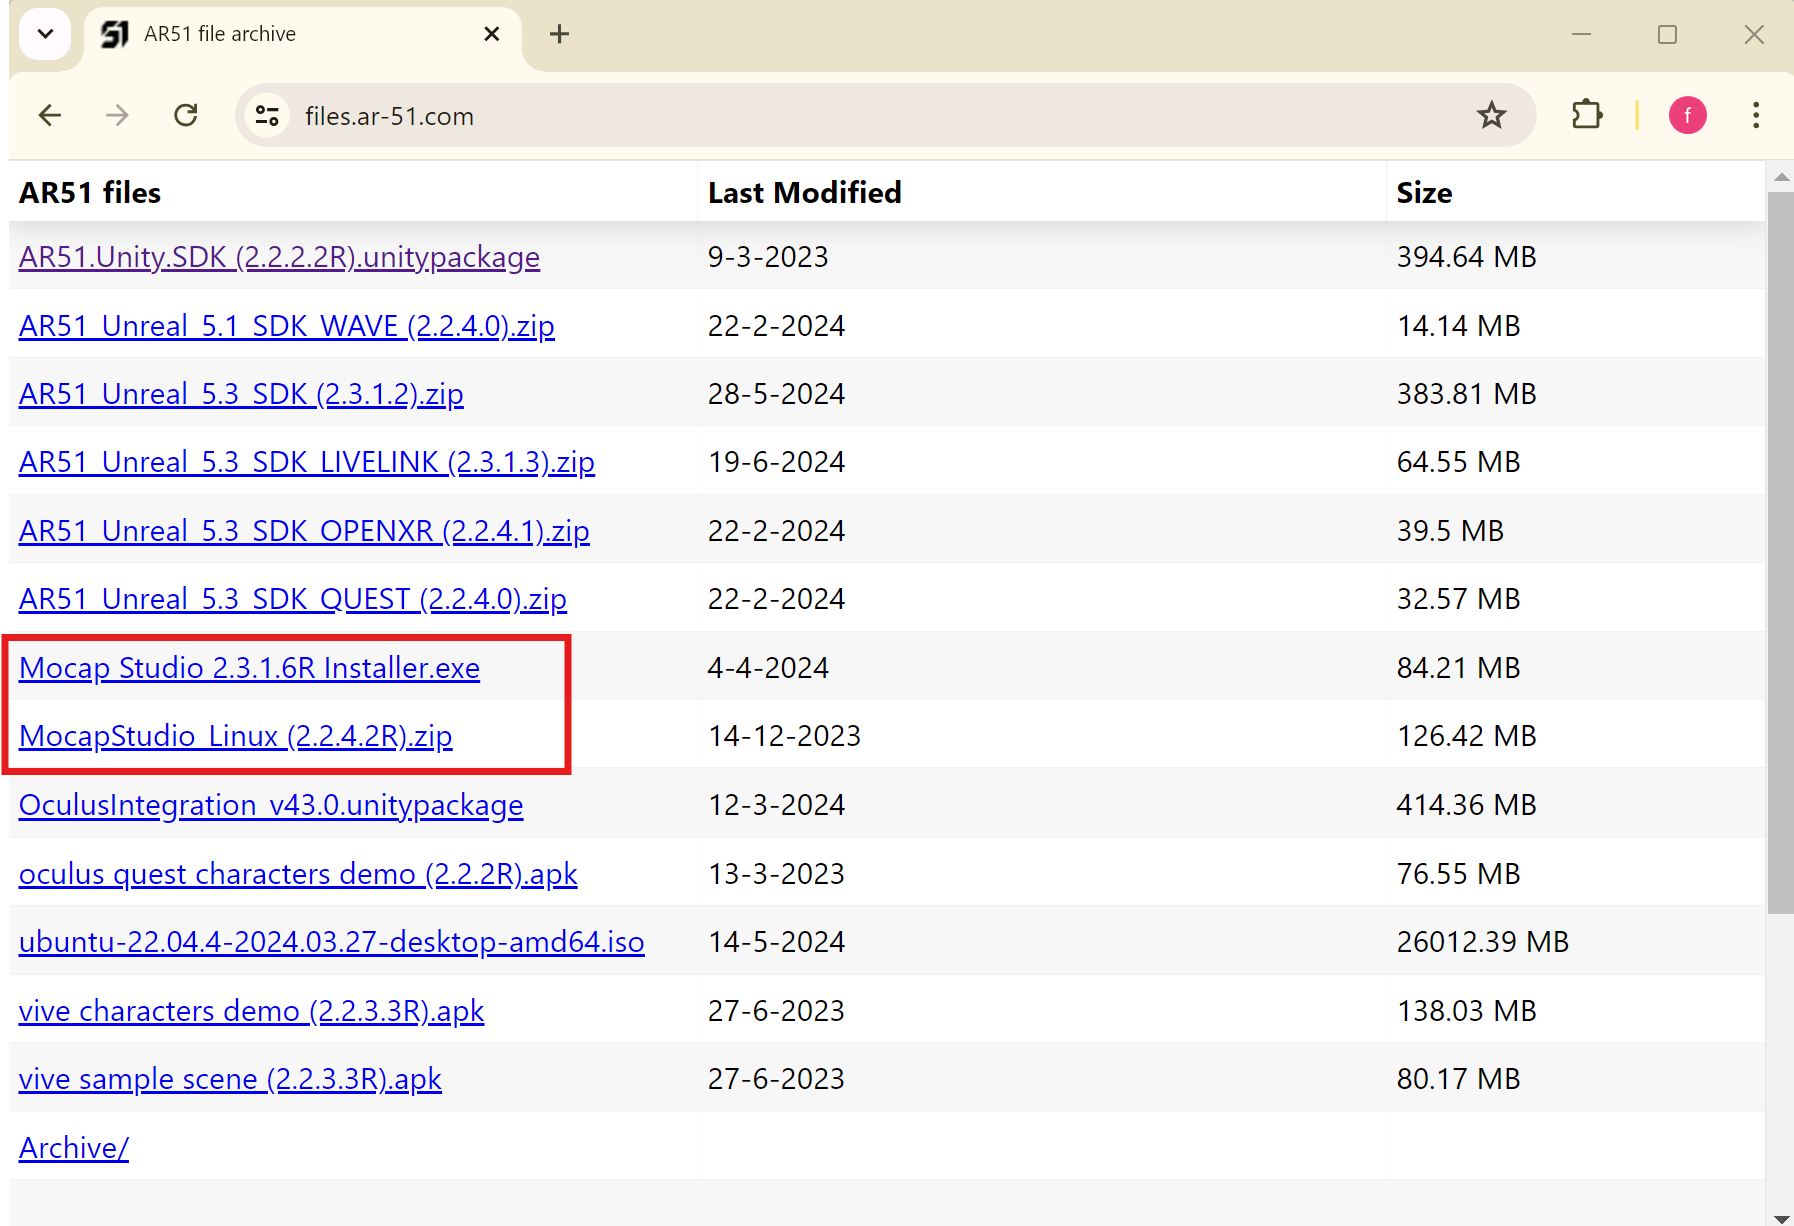 AR51 file archive
files.ar-51.com
f
AR51 files Last Modified Size
AR51.Unity.SDK (2.2.2.2R).unitypackage 9-3-2023 394.64 MB
AR51_Unreal_5.1_SDK_WAVE (2.2.4.0).zip 22-2-2024 14.14 MB
AR51_Unreal_5.3_SDK (2.3.1.2).zip 28-5-2024 383.81 MB
AR51_Unreal_5.3_SDK_LIVELINK (2.3.1.3).zip 19-6-2024 64.55 MB
AR51_Unreal_5.3_SDK_OPENXR (2.2.4.1).zip 22-2-2024 39.5 MB
AR51_Unreal_5.3_SDK_QUEST (2.2.4.0).zip 22-2-2024 32.57 MB
Mocap Studio 2.3.1.6R Installer.exe 4-4-2024 84.21 MB
MocapStudio_Linux (2.2.4.2R).zip 14-12-2023 126.42 MB
OculusIntegration_v43.0.unitypackage 12-3-2024 414.36 MB
oculus quest characters demo (2.2.2R).apk 13-3-2023 76.55 MB
ubuntu-22.04.4-2024.03.27-desktop-amd64.iso 14-5-2024 26012.39 MB
vive characters demo (2.2.3.3R).apk 27-6-2023 138.03 MB
vive sample scene (2.2.3.3R).apk 27-6-2023 80.17 MB
Archive/